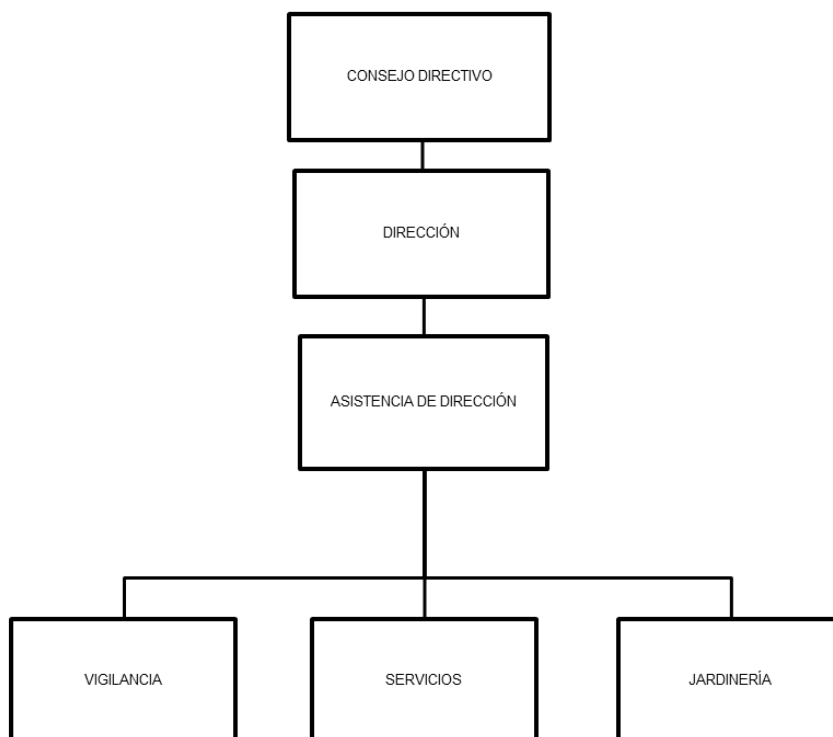 CONSEJO DIRECTIVO
DIRECCIÓN
ASISTENCIA DE DIRECCIÓN
VIGILANCIA
SERVICIOS
JARDINERÍA